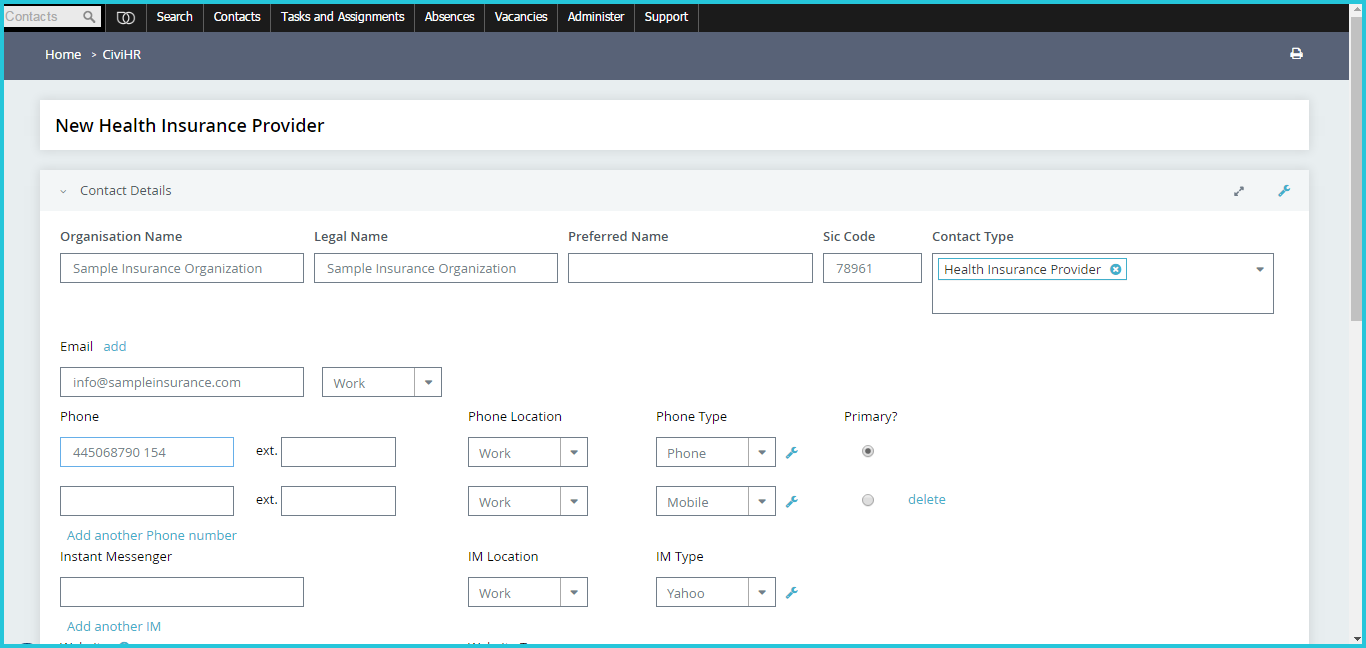 Contacts Search Contacts Tasks and Assignments Absences Vacancies Administer Support
Home > CiviHR
New Health Insurance Provider
Contact Details
Organisation Name Legal Name Preferred Name Sic Code Contact Type
Sample Insurance Organization Sample Insurance Organization 78961 Health Insurance Provider
Email add
info@sampleinsurance.com Work
Phone Phone Location Phone Type Primary?
445068790 154 ext. Work Phone
ext. Work Mobile delete
Add another Phone number
Instant Messenger IM Location IM Type
Work Yahoo
Add another IM